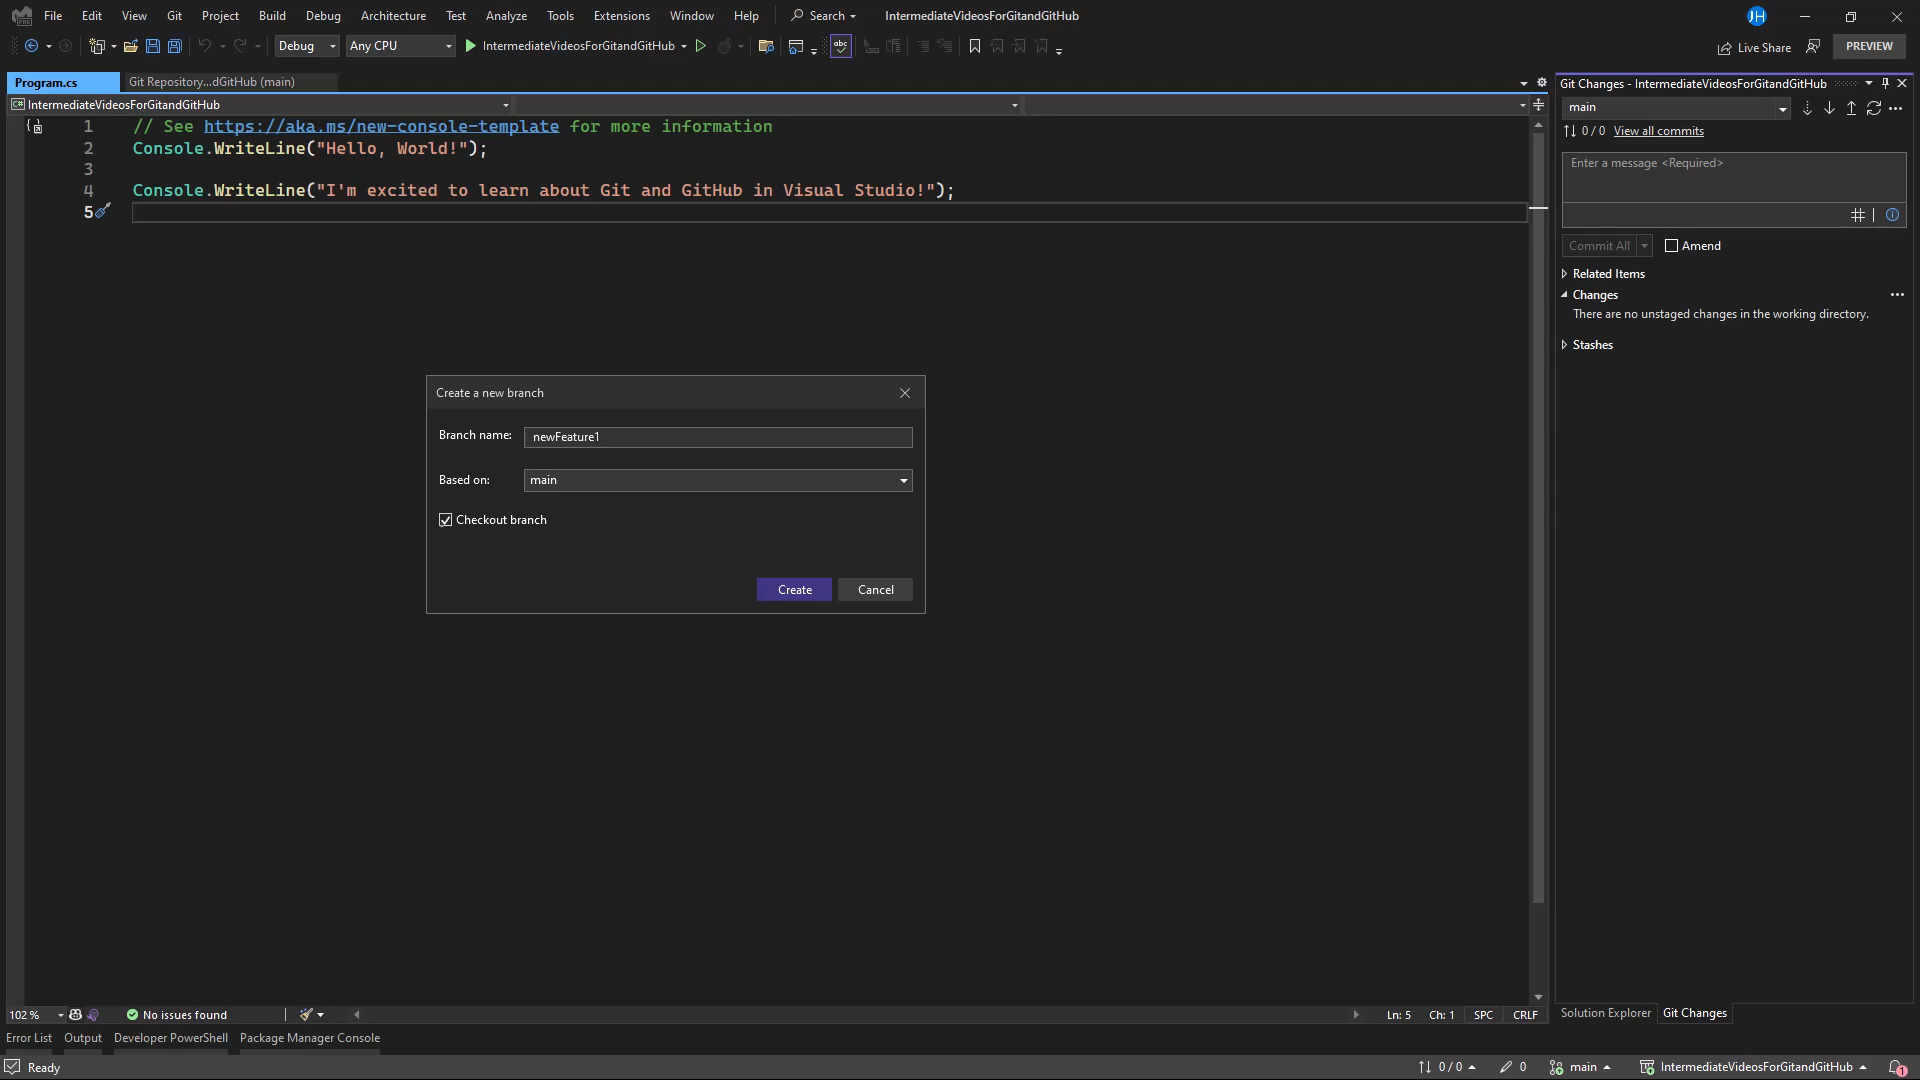 File Edit View Git Project Build Debug Architecture Test Analyze Tools Extensions Window Help Search IntermediateVideosForGitandGitHub JH
Debug Any CPU IntermediateVideosForGitandGitHub abc Live Share PREVIEW
Program.cs Git Repository...dGitHub (main)
IntermediateVideosForGitandGitHub
1 // See https://aka.ms/new-console-template for more information
2 Console.WriteLine("Hello, World!");
3
4 Console.WriteLine("I'm excited to learn about Git and GitHub in Visual Studio!");
5
Create a new branch
Branch name: newFeature1
Based on: main
Checkout branch
Create Cancel
Git Changes - IntermediateVideosForGitandGitHub
main
0 / 0 View all commits
Enter a message <Required>
Commit All Amend
Related Items
Changes
There are no unstaged changes in the working directory.
Stashes
102 % No issues found Ln: 5 Ch: 1 SPC CRLF
Solution Explorer Git Changes
Error List Output Developer PowerShell Package Manager Console
Ready 0 / 0 0 main IntermediateVideosForGitandGitHub 1